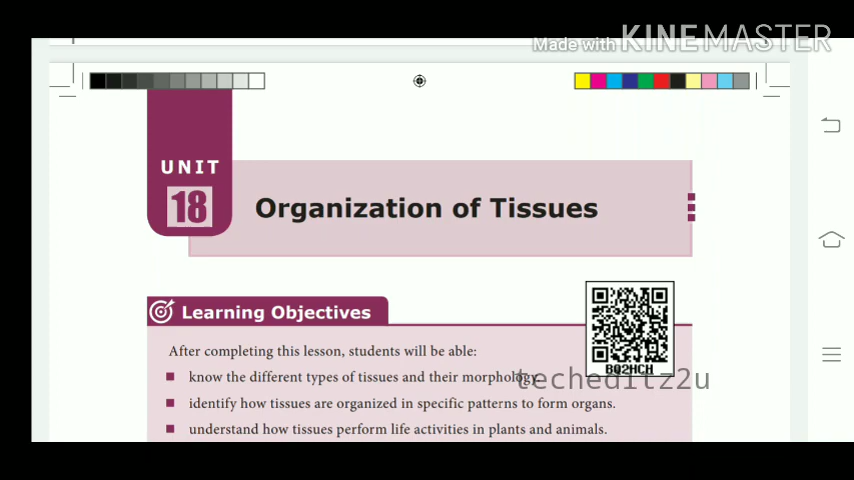 Made with KINEMASTER
UNIT
18
Organization of Tissues
Learning Objectives
BQ2HCH
After completing this lesson, students will be able:
know the different types of tissues and their morphology.
techeditz2u
identify how tissues are organized in specific patterns to form organs.
understand how tissues perform life activities in plants and animals.